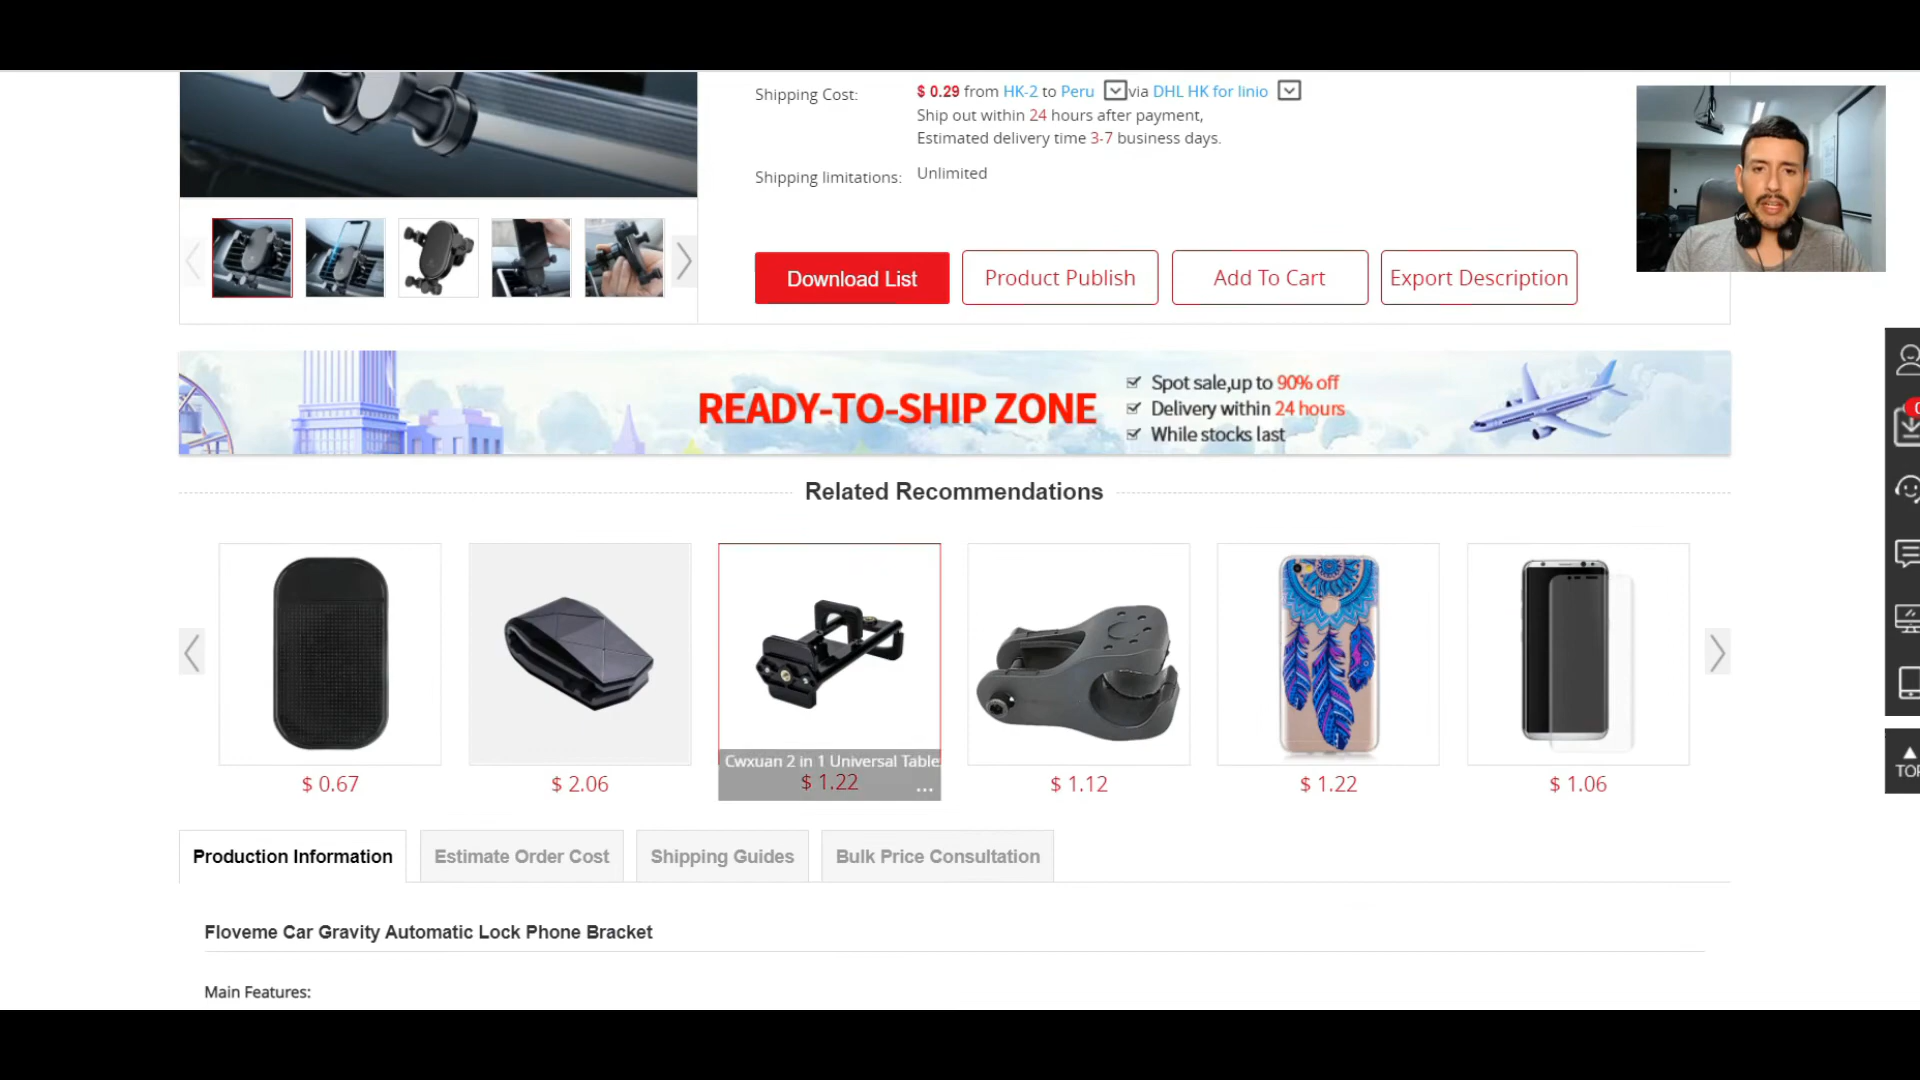 Shipping Cost:
$ 0.29 from HK-2 to Peru via DHL HK for linio
Ship out within 24 hours after payment,
Estimated delivery time 3-7 business days.
Shipping limitations: Unlimited
Download List
Product Publish
Add To Cart
Export Description
READY-TO-SHIP ZONE
Spot sale,up to 90% off
Delivery within 24 hours
While stocks last
Related Recommendations
Cwxuan 2 in 1 Universal Table
...
$ 0.67
$ 2.06
$ 1.22
$ 1.12
$ 1.22
$ 1.06
Production Information
Estimate Order Cost
Shipping Guides
Bulk Price Consultation
Floveme Car Gravity Automatic Lock Phone Bracket
Main Features: